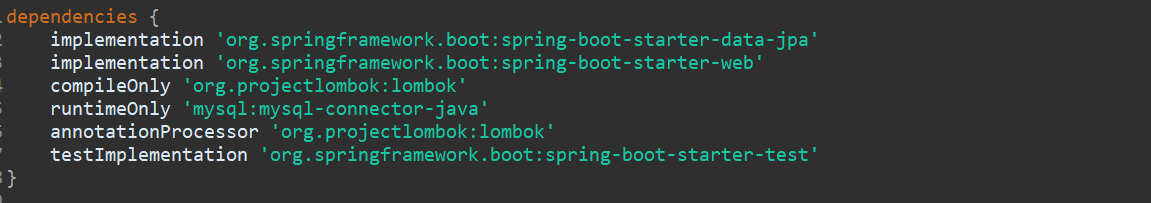 dependencies {
    implementation 'org.springframework.boot:spring-boot-starter-data-jpa'
    implementation 'org.springframework.boot:spring-boot-starter-web'
    compileOnly 'org.projectlombok:lombok'
    runtimeOnly 'mysql:mysql-connector-java'
    annotationProcessor 'org.projectlombok:lombok'
    testImplementation 'org.springframework.boot:spring-boot-starter-test'
}